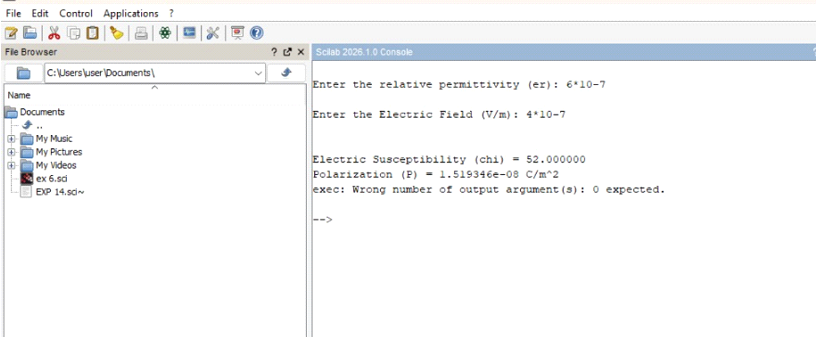 File Edit Control Applications ?
File Browser ?
Scilab 2026.1.0 Console ?
C:\Users\user\Documents\
Name
Documents
..
My Music
My Pictures
My Videos
ex 6.sci
EXP 14.sci~
Enter the relative permittivity (er): 6*10-7
Enter the Electric Field (V/m): 4*10-7
Electric Susceptibility (chi) = 52.000000
Polarization (P) = 1.519346e-08 C/m^2
exec: Wrong number of output argument(s): 0 expected.
-->